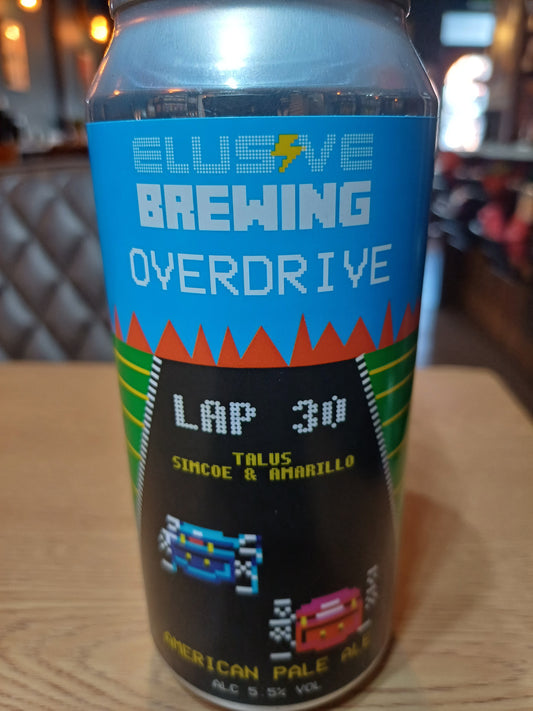 ELUSIVE
BREWING
OVERDRIVE
LAP 30
TALUS
SIMCOE & AMARILLO
AMERICAN PALE ALE
ALC 5.5% VOL